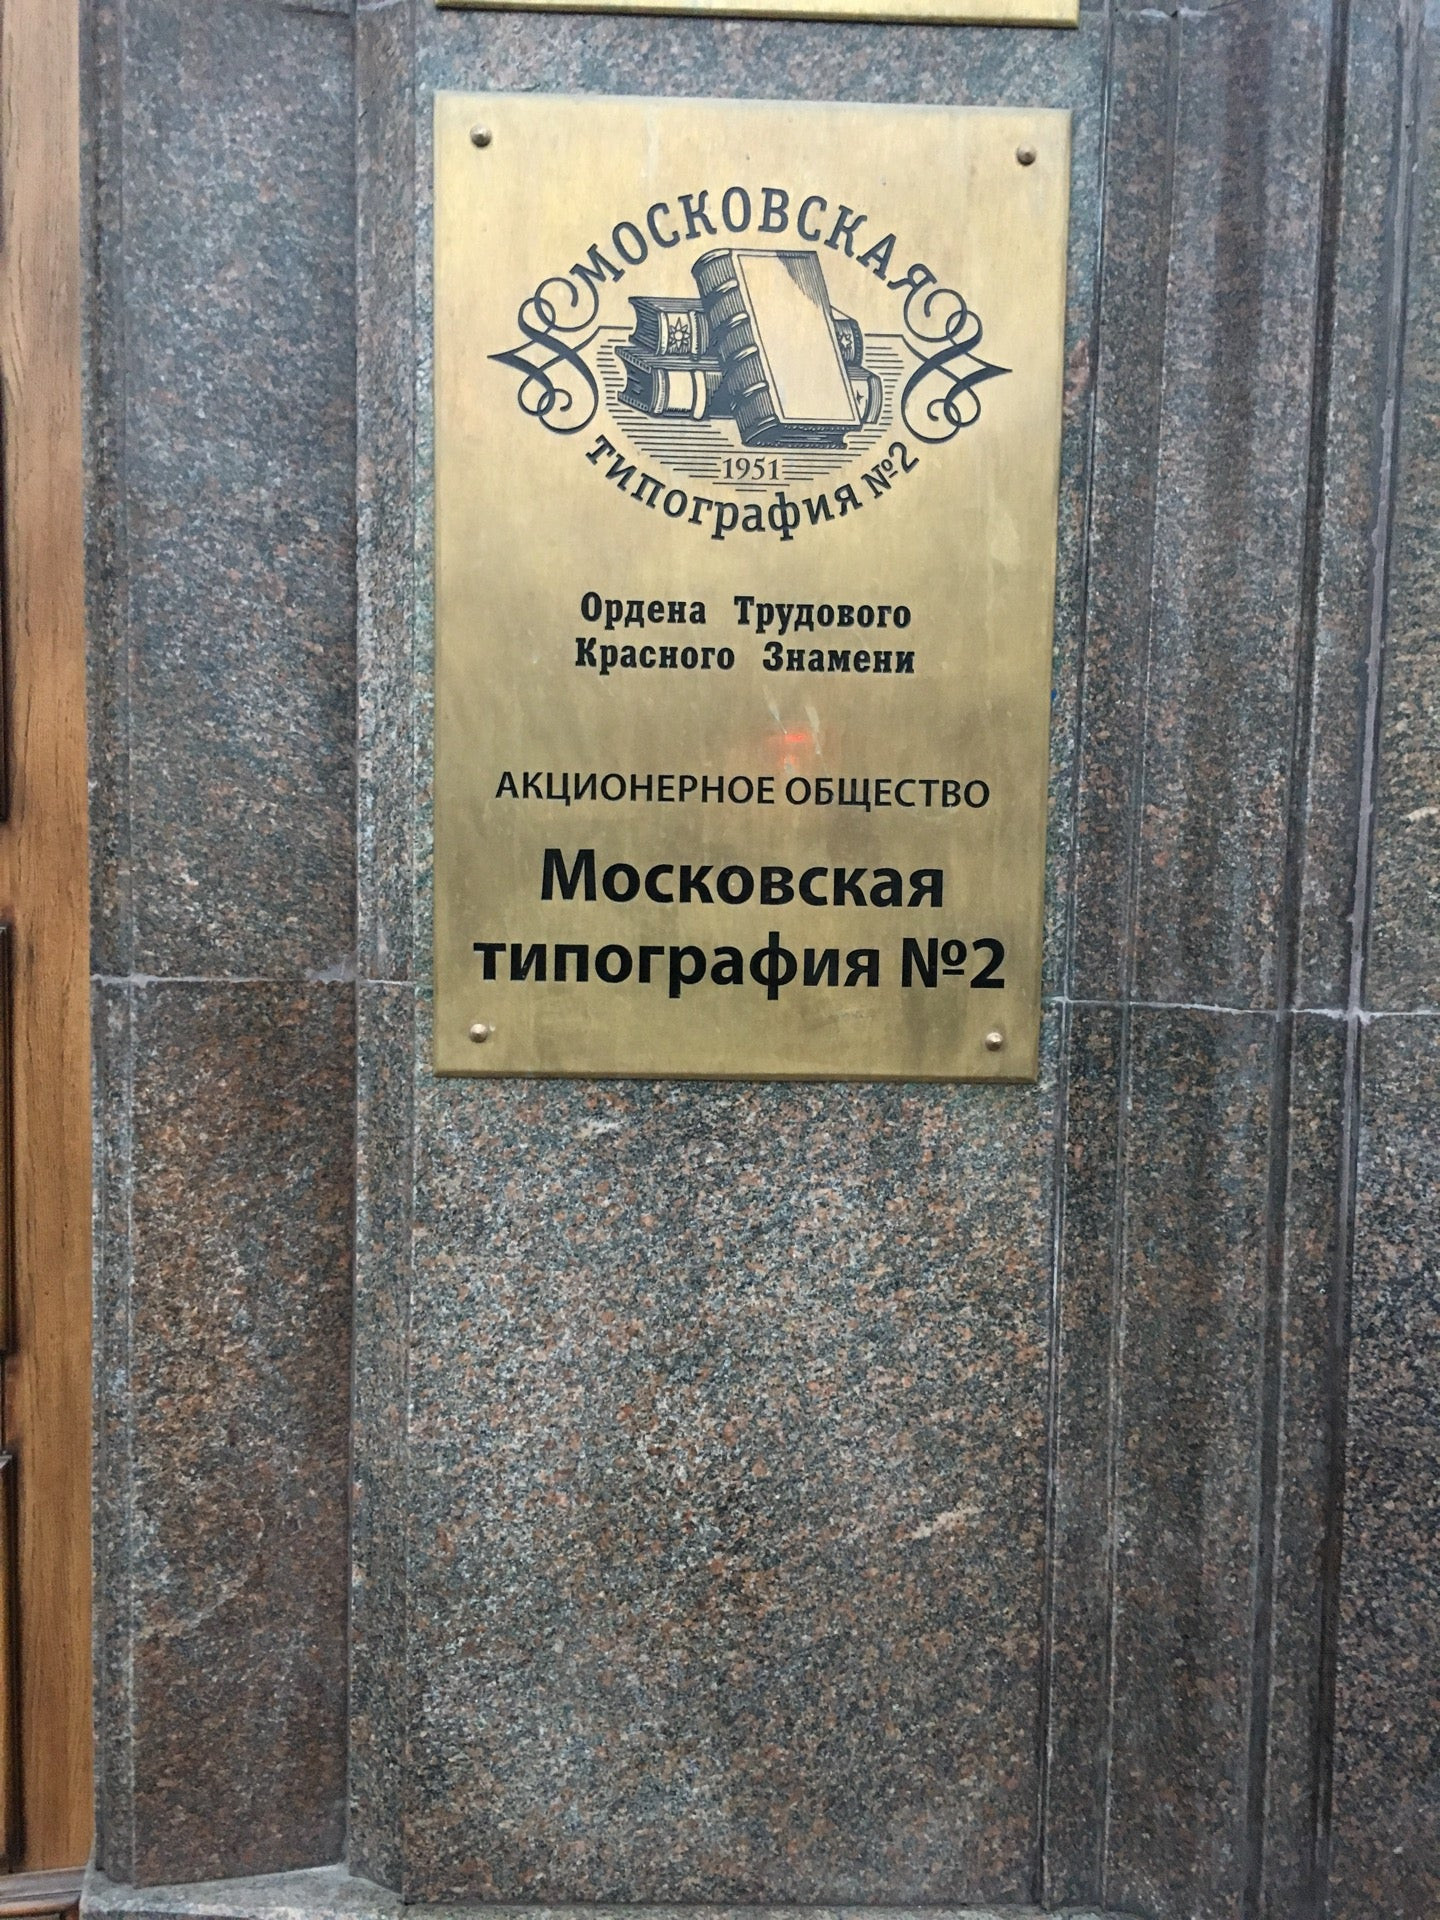 МОСКОВСКАЯ
1951
типография №2
Ордена Трудового
Красного Знамени
АКЦИОНЕРНОЕ ОБЩЕСТВО
Московская
типография №2